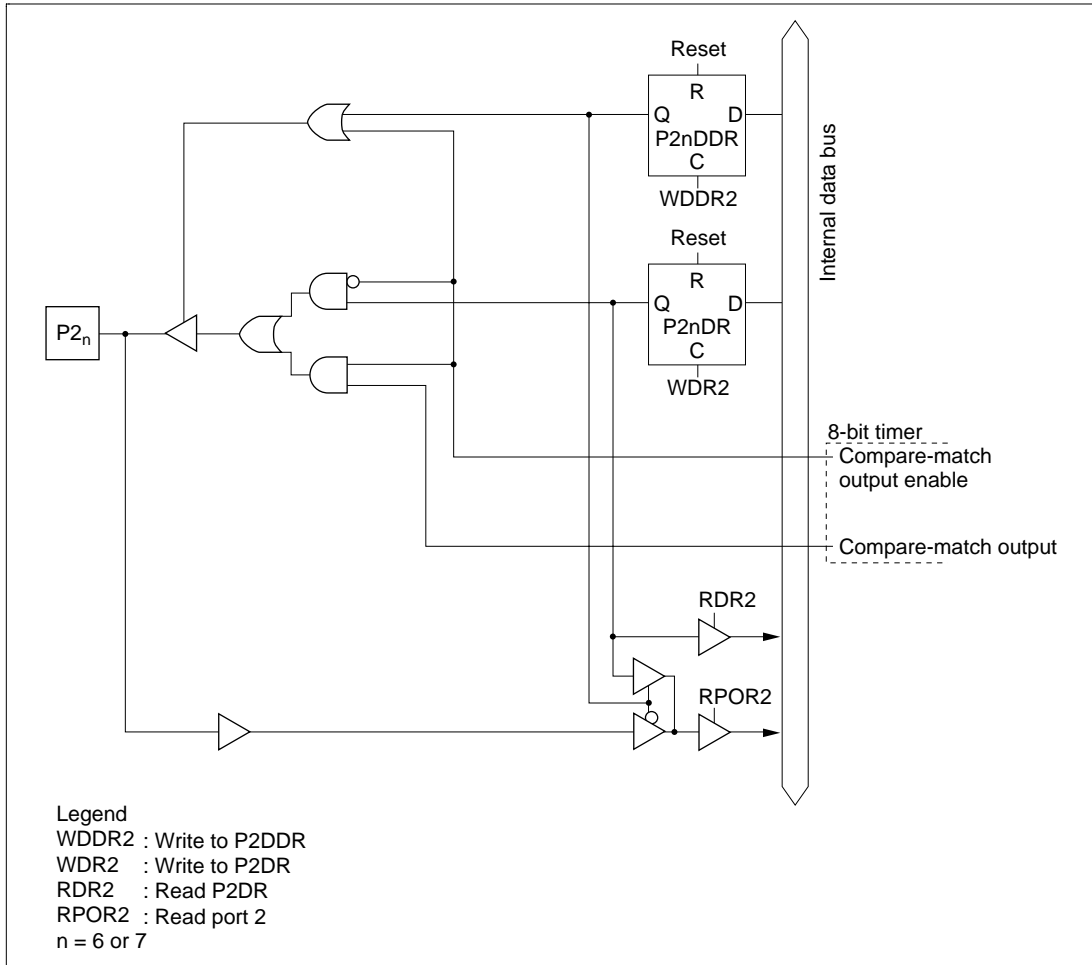 Reset
R
Q D
P2nDDR
C
WDDR2
Internal data bus
Reset
R
Q D
P2nDR
C
WDR2
P2n
8-bit timer
Compare-match
output enable
Compare-match output
RDR2
RPOR2
Legend
WDDR2 : Write to P2DDR
WDR2 : Write to P2DR
RDR2 : Read P2DR
RPOR2 : Read port 2
n = 6 or 7